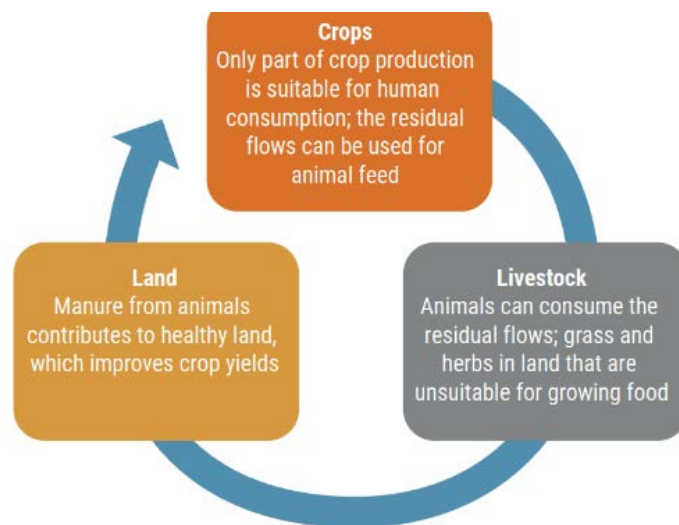 Crops
Only part of crop production
is suitable for human
consumption; the residual
flows can be used for
animal feed
Land
Manure from animals
contributes to healthy land,
which improves crop yields
Livestock
Animals can consume the
residual flows; grass and
herbs in land that are
unsuitable for growing food